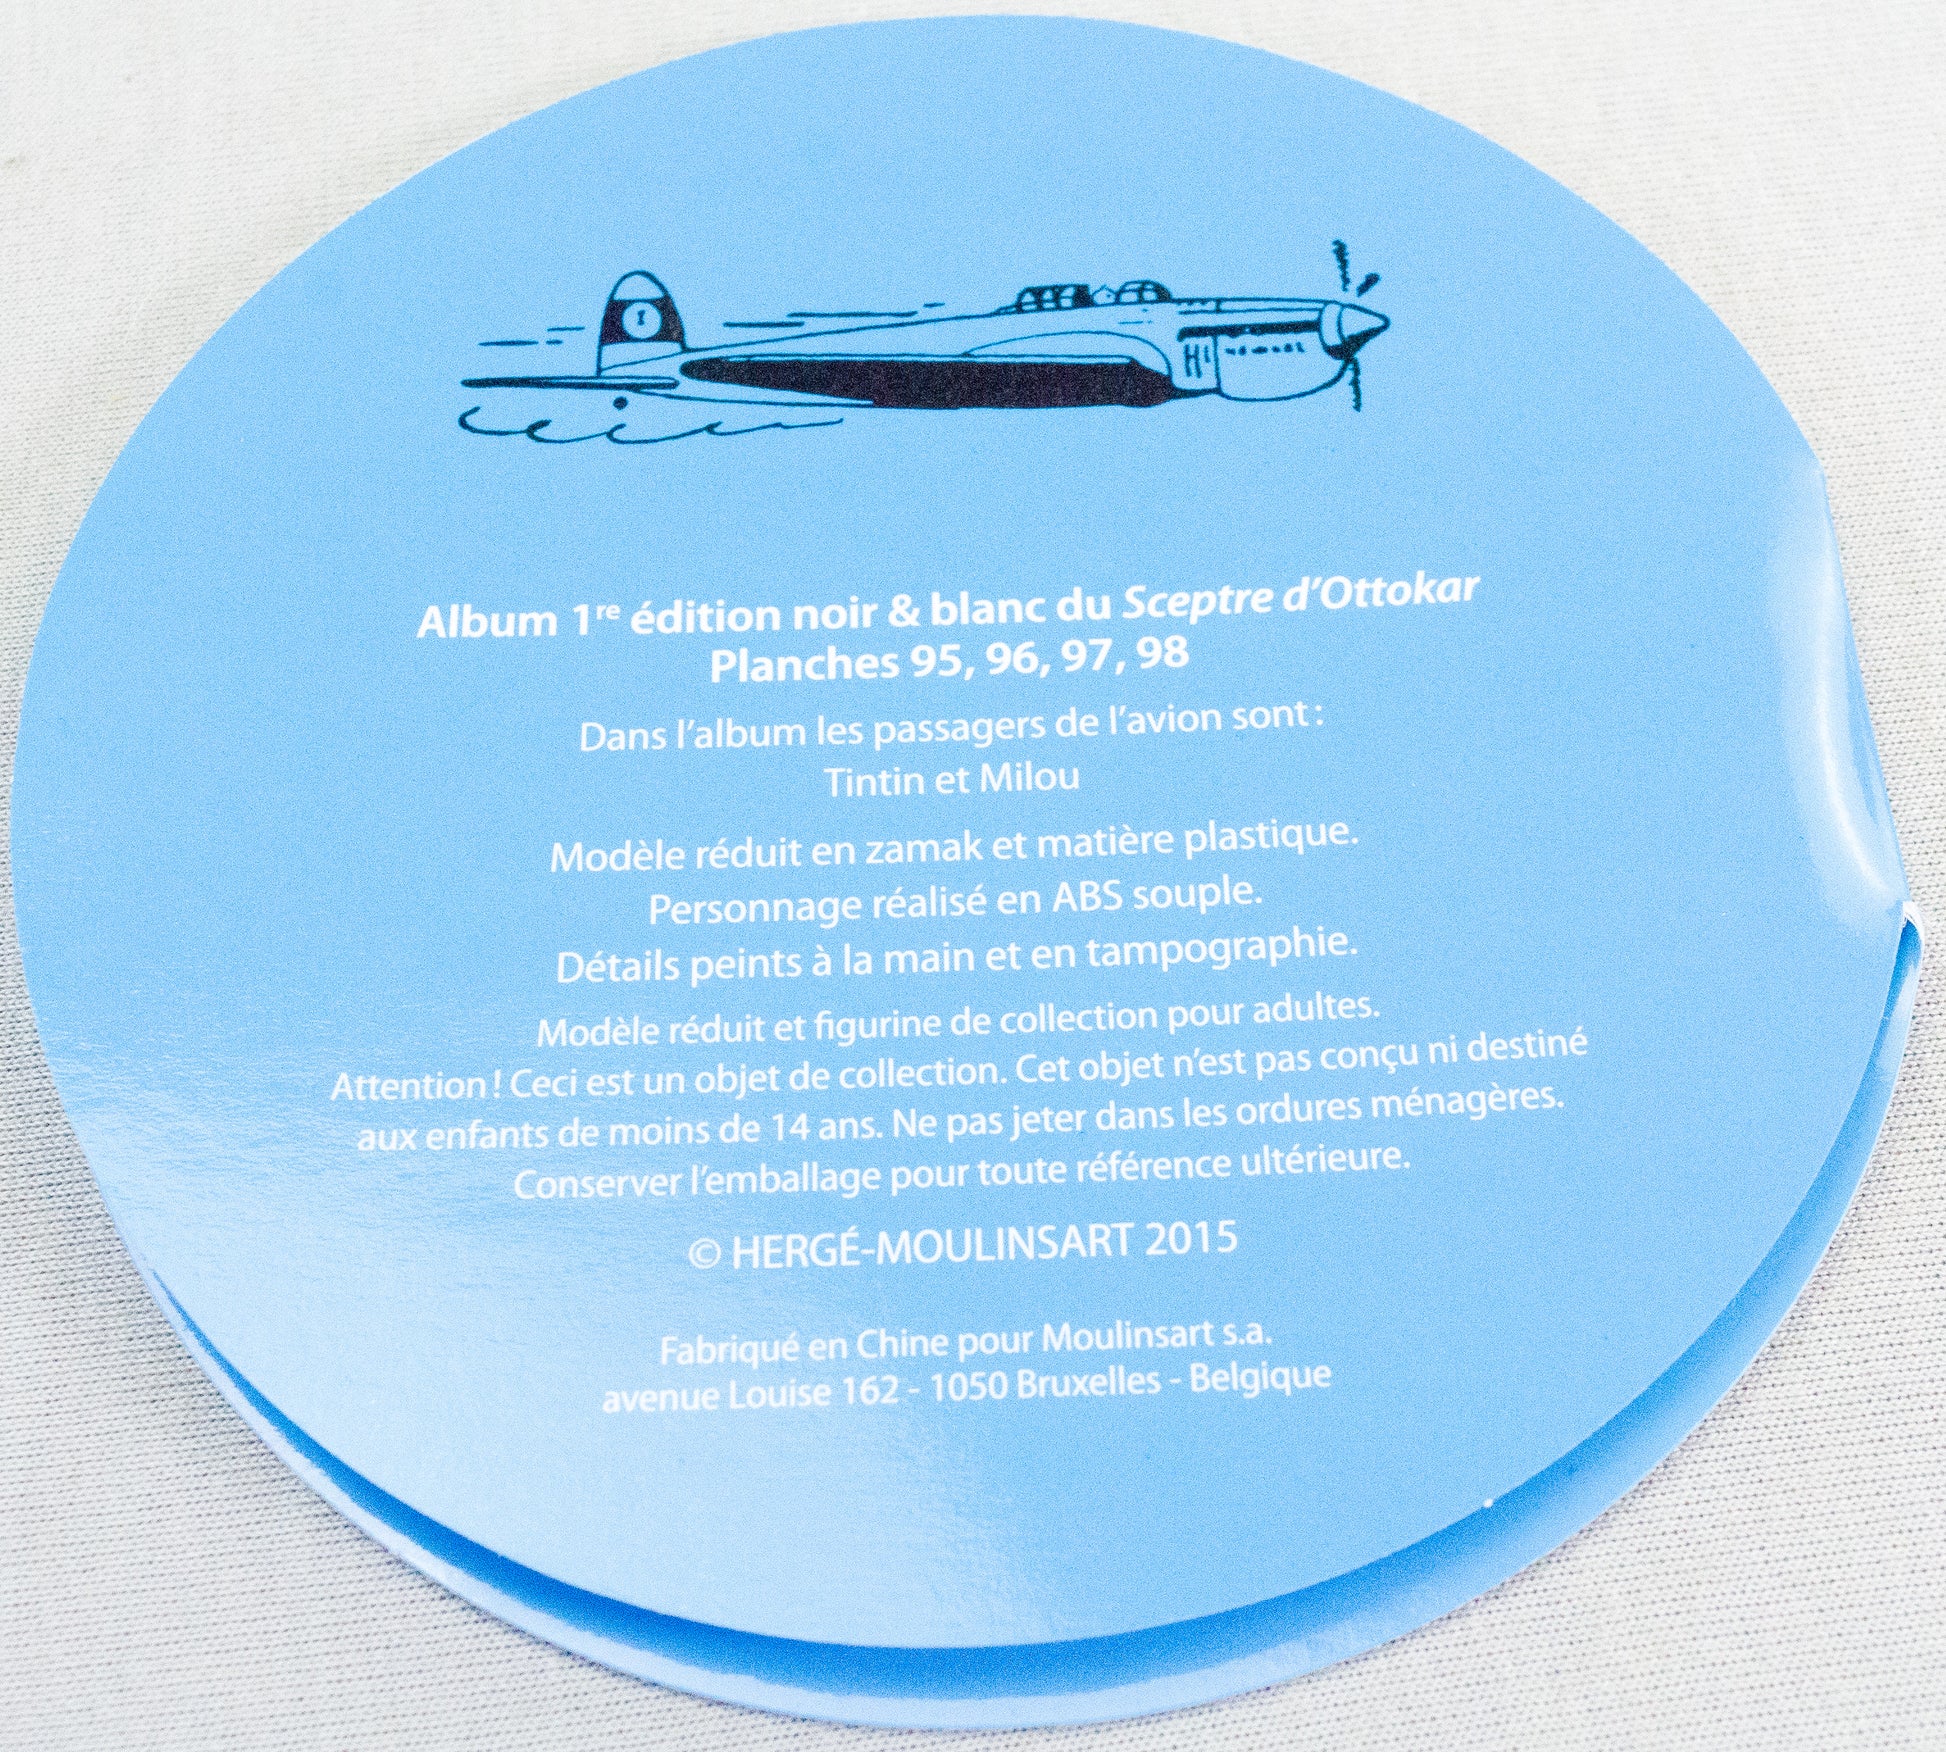 I
H
Album 1re édition noir & blanc du Sceptre d'Ottokar
Planches 95, 96, 97, 98
Dans l'album les passagers de l'avion sont :
Tintin et Milou
Modèle réduit en zamak et matière plastique.
Personnage réalisé en ABS souple.
Détails peints à la main et en tampographie.
Modèle réduit et figurine de collection pour adultes.
Attention ! Ceci est un objet de collection. Cet objet n'est pas conçu ni destiné
aux enfants de moins de 14 ans. Ne pas jeter dans les ordures ménagères.
Conserver l'emballage pour toute référence ultérieure.
© HERGÉ-MOULINSART 2015
Fabriqué en Chine pour Moulinsart s.a.
avenue Louise 162 - 1050 Bruxelles - Belgique